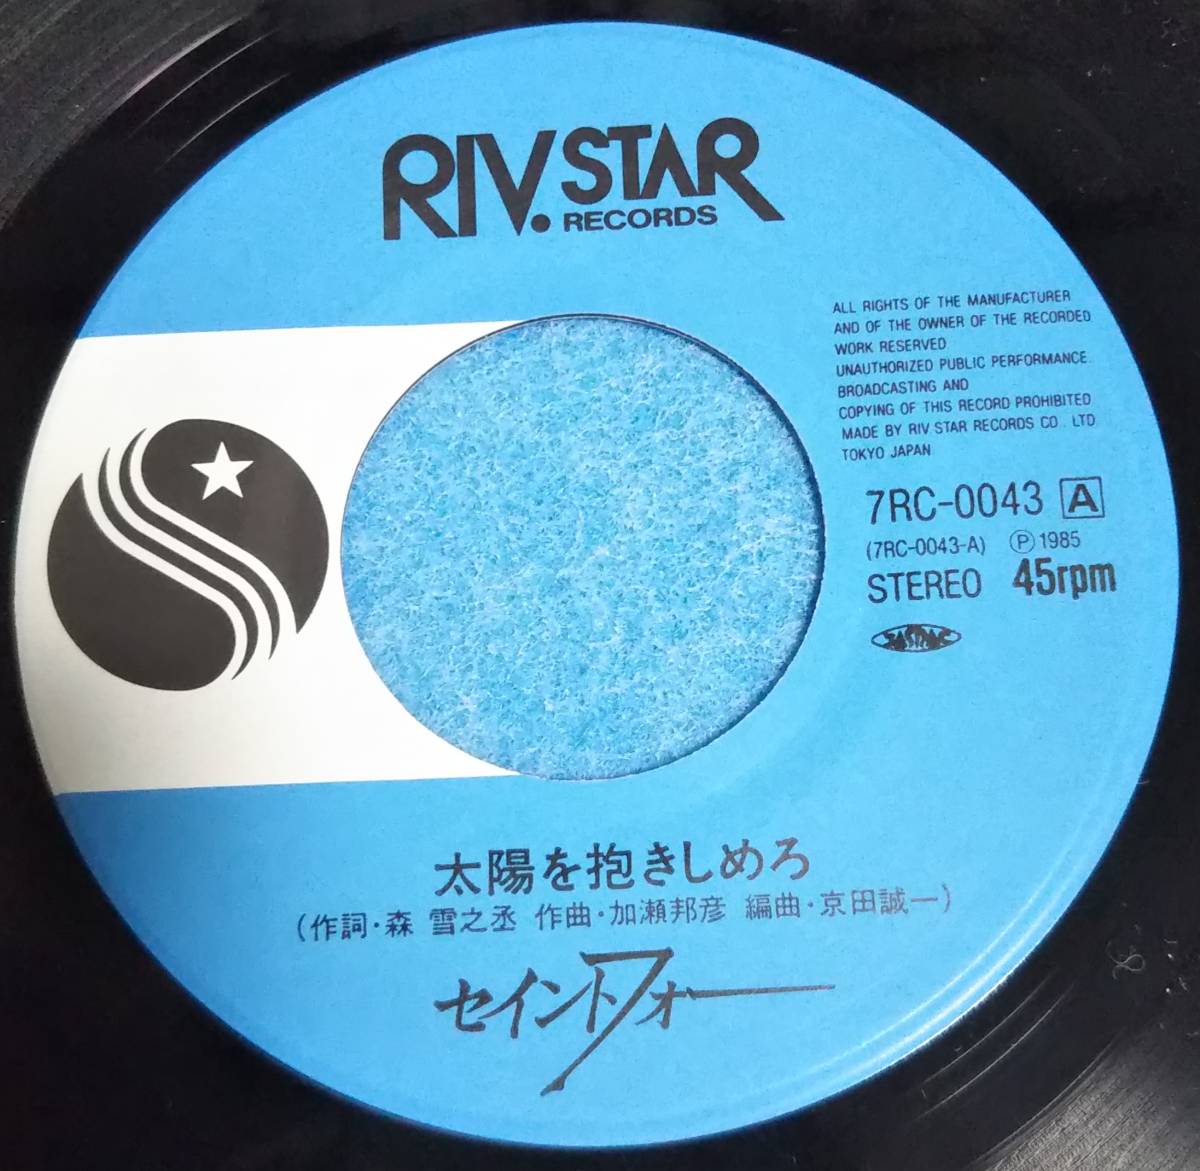 RIV. STAR
RECORDS
ALL RIGHTS OF THE MANUFACTURER
AND OF THE OWNER OF THE RECORDED
WORK RESERVED
UNAUTHORIZED PUBLIC PERFORMANCE.
BROADCASTING AND
COPYING OF THIS RECORD PROHIBITED
MADE BY RIV. STAR RECORDS CO., LTD.
TOKYO JAPAN
7RC-0043 A
(7RC-0043-A) Ⓟ1985
STEREO 45rpm
JASRAC
太陽を抱きしめろ
(作詞・森 雪之丞 作曲・加瀬邦彦 編曲・京田誠一)
セイントフォー